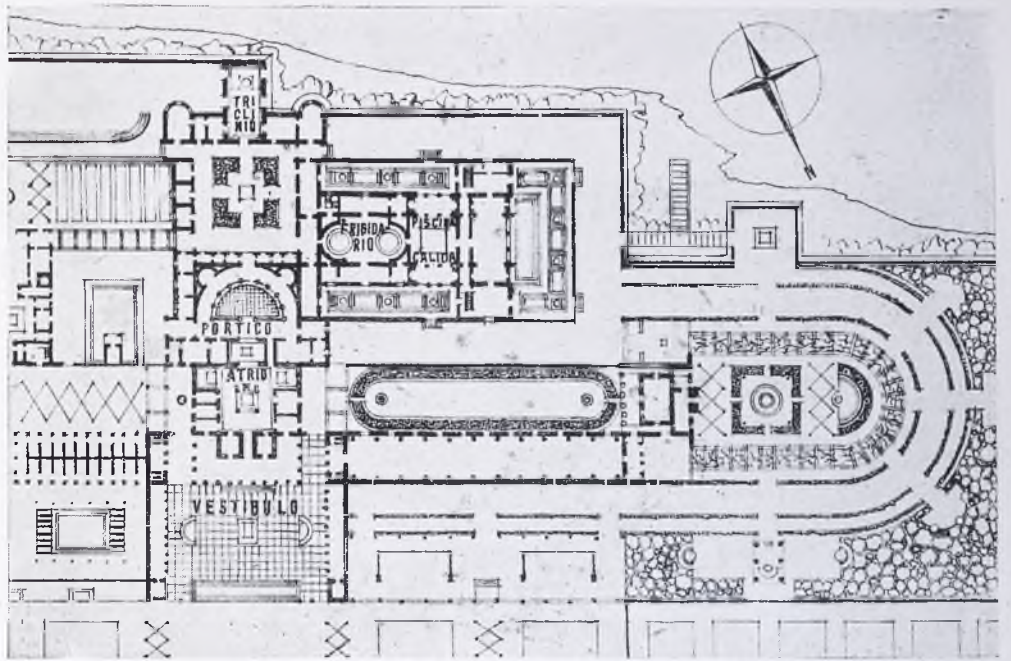 TRI
CLI
NIO
FRIGIDA
RIO
PISCINA
CALIDA
PORTICO
ATRIO
VESTIBULO
N